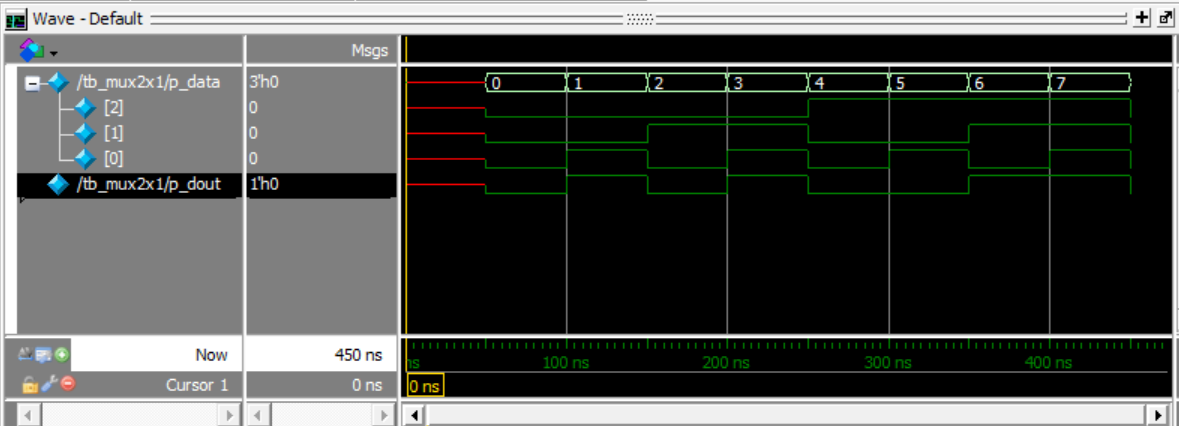 Wave - Default
Msgs
/tb_mux2x1/p_data 3'h0 0 1 2 3 4 5 6 7
[2] 0
[1] 0
[0] 0
/tb_mux2x1/p_dout 1'h0
Now 450 ns ns 100 ns 200 ns 300 ns 400 ns
Cursor 1 0 ns 0 ns